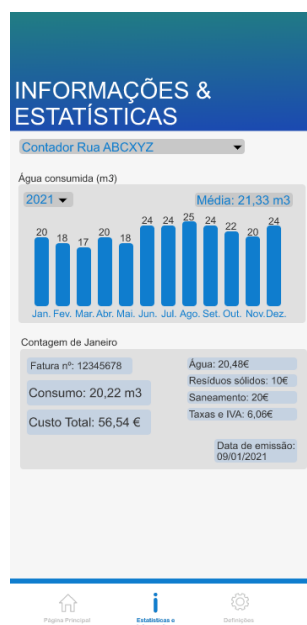 INFORMAÇÕES &
ESTATÍSTICAS
Contador Rua ABCXYZ
Água consumida (m3)
2021
Média: 21,33 m3
20 18 17 20 18 24 24 25 24 22 20 24
Jan. Fev. Mar. Abr. Mai. Jun. Jul. Ago. Set. Out. Nov. Dez.
Contagem de Janeiro
Fatura nº: 12345678
Consumo: 20,22 m3
Custo Total: 56,54 €
Água: 20,48€
Resíduos sólidos: 10€
Saneamento: 20€
Taxas e IVA: 6,06€
Data de emissão:
09/01/2021
Página Principal
Estatísticas e
Definições